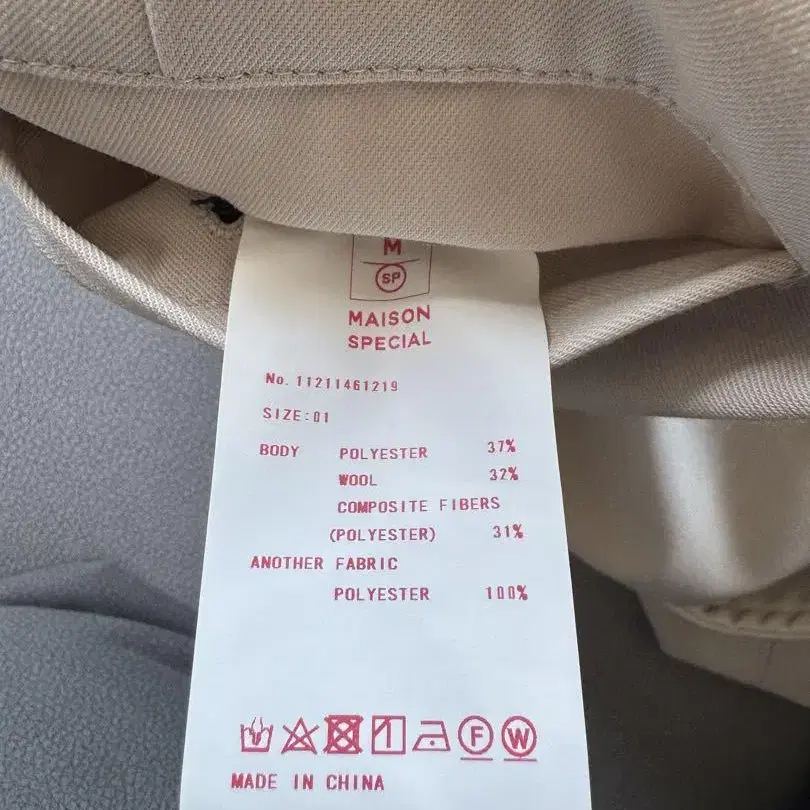 M
SP
MAISON
SPECIAL
No. 11211461219
SIZE:01
BODY POLYESTER 37%
WOOL 32%
COMPOSITE FIBERS
(POLYESTER) 31%
ANOTHER FABRIC
POLYESTER 100%
F W
MADE IN CHINA